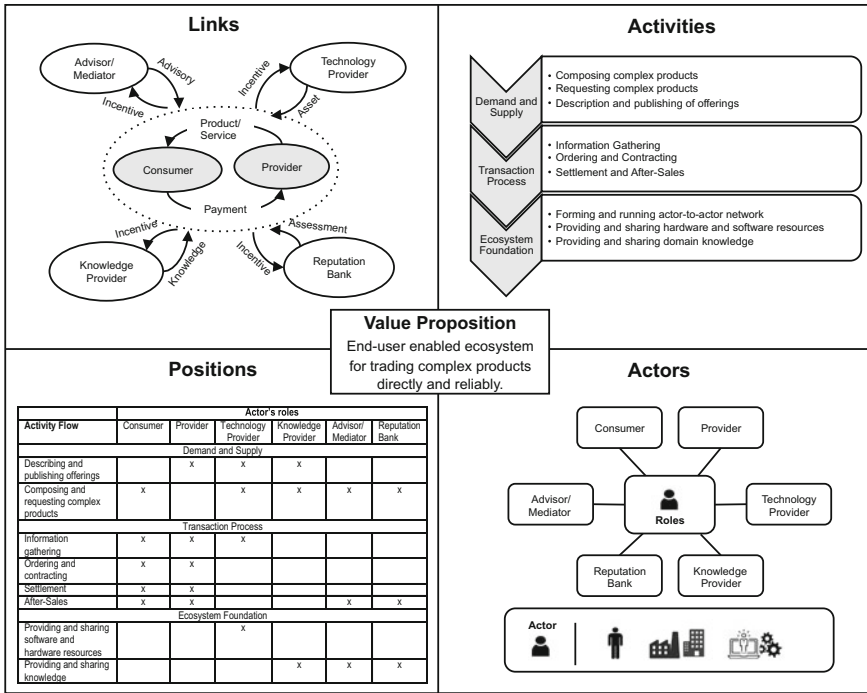 Links
Advisor/
Mediator
Advisory
Incentive
Incentive
Technology
Provider
Asset
Product/
Service
Consumer
Provider
Payment
Incentive
Knowledge
Provider
Knowledge
Assessment
Incentive
Reputation
Bank
Activities
Demand and
Supply
• Composing complex products
• Requesting complex products
• Description and publishing of offerings
Transaction
Process
• Information Gathering
• Ordering and Contracting
• Settlement and After-Sales
Ecosystem
Foundation
• Forming and running actor-to-actor network
• Providing and sharing hardware and software resources
• Providing and sharing domain knowledge
Value Proposition
End-user enabled ecosystem
for trading complex products
directly and reliably.
Positions
Actor's roles
Activity Flow Consumer Provider Technology Provider Knowledge Provider Advisor/ Mediator Reputation Bank
Demand and Supply
Describing and x x x
publishing offerings
Composing and x x x x x
requesting complex
products
Transaction Process
Information x x x
gathering
Ordering and x x
contracting
Settlement x x
After-Sales x x x x
Ecosystem Foundation
Providing and sharing x
software and
hardware resources
Providing and sharing x x x
knowledge
Actors
Consumer
Provider
Advisor/
Mediator
Roles
Technology
Provider
Reputation
Bank
Knowledge
Provider
Actor